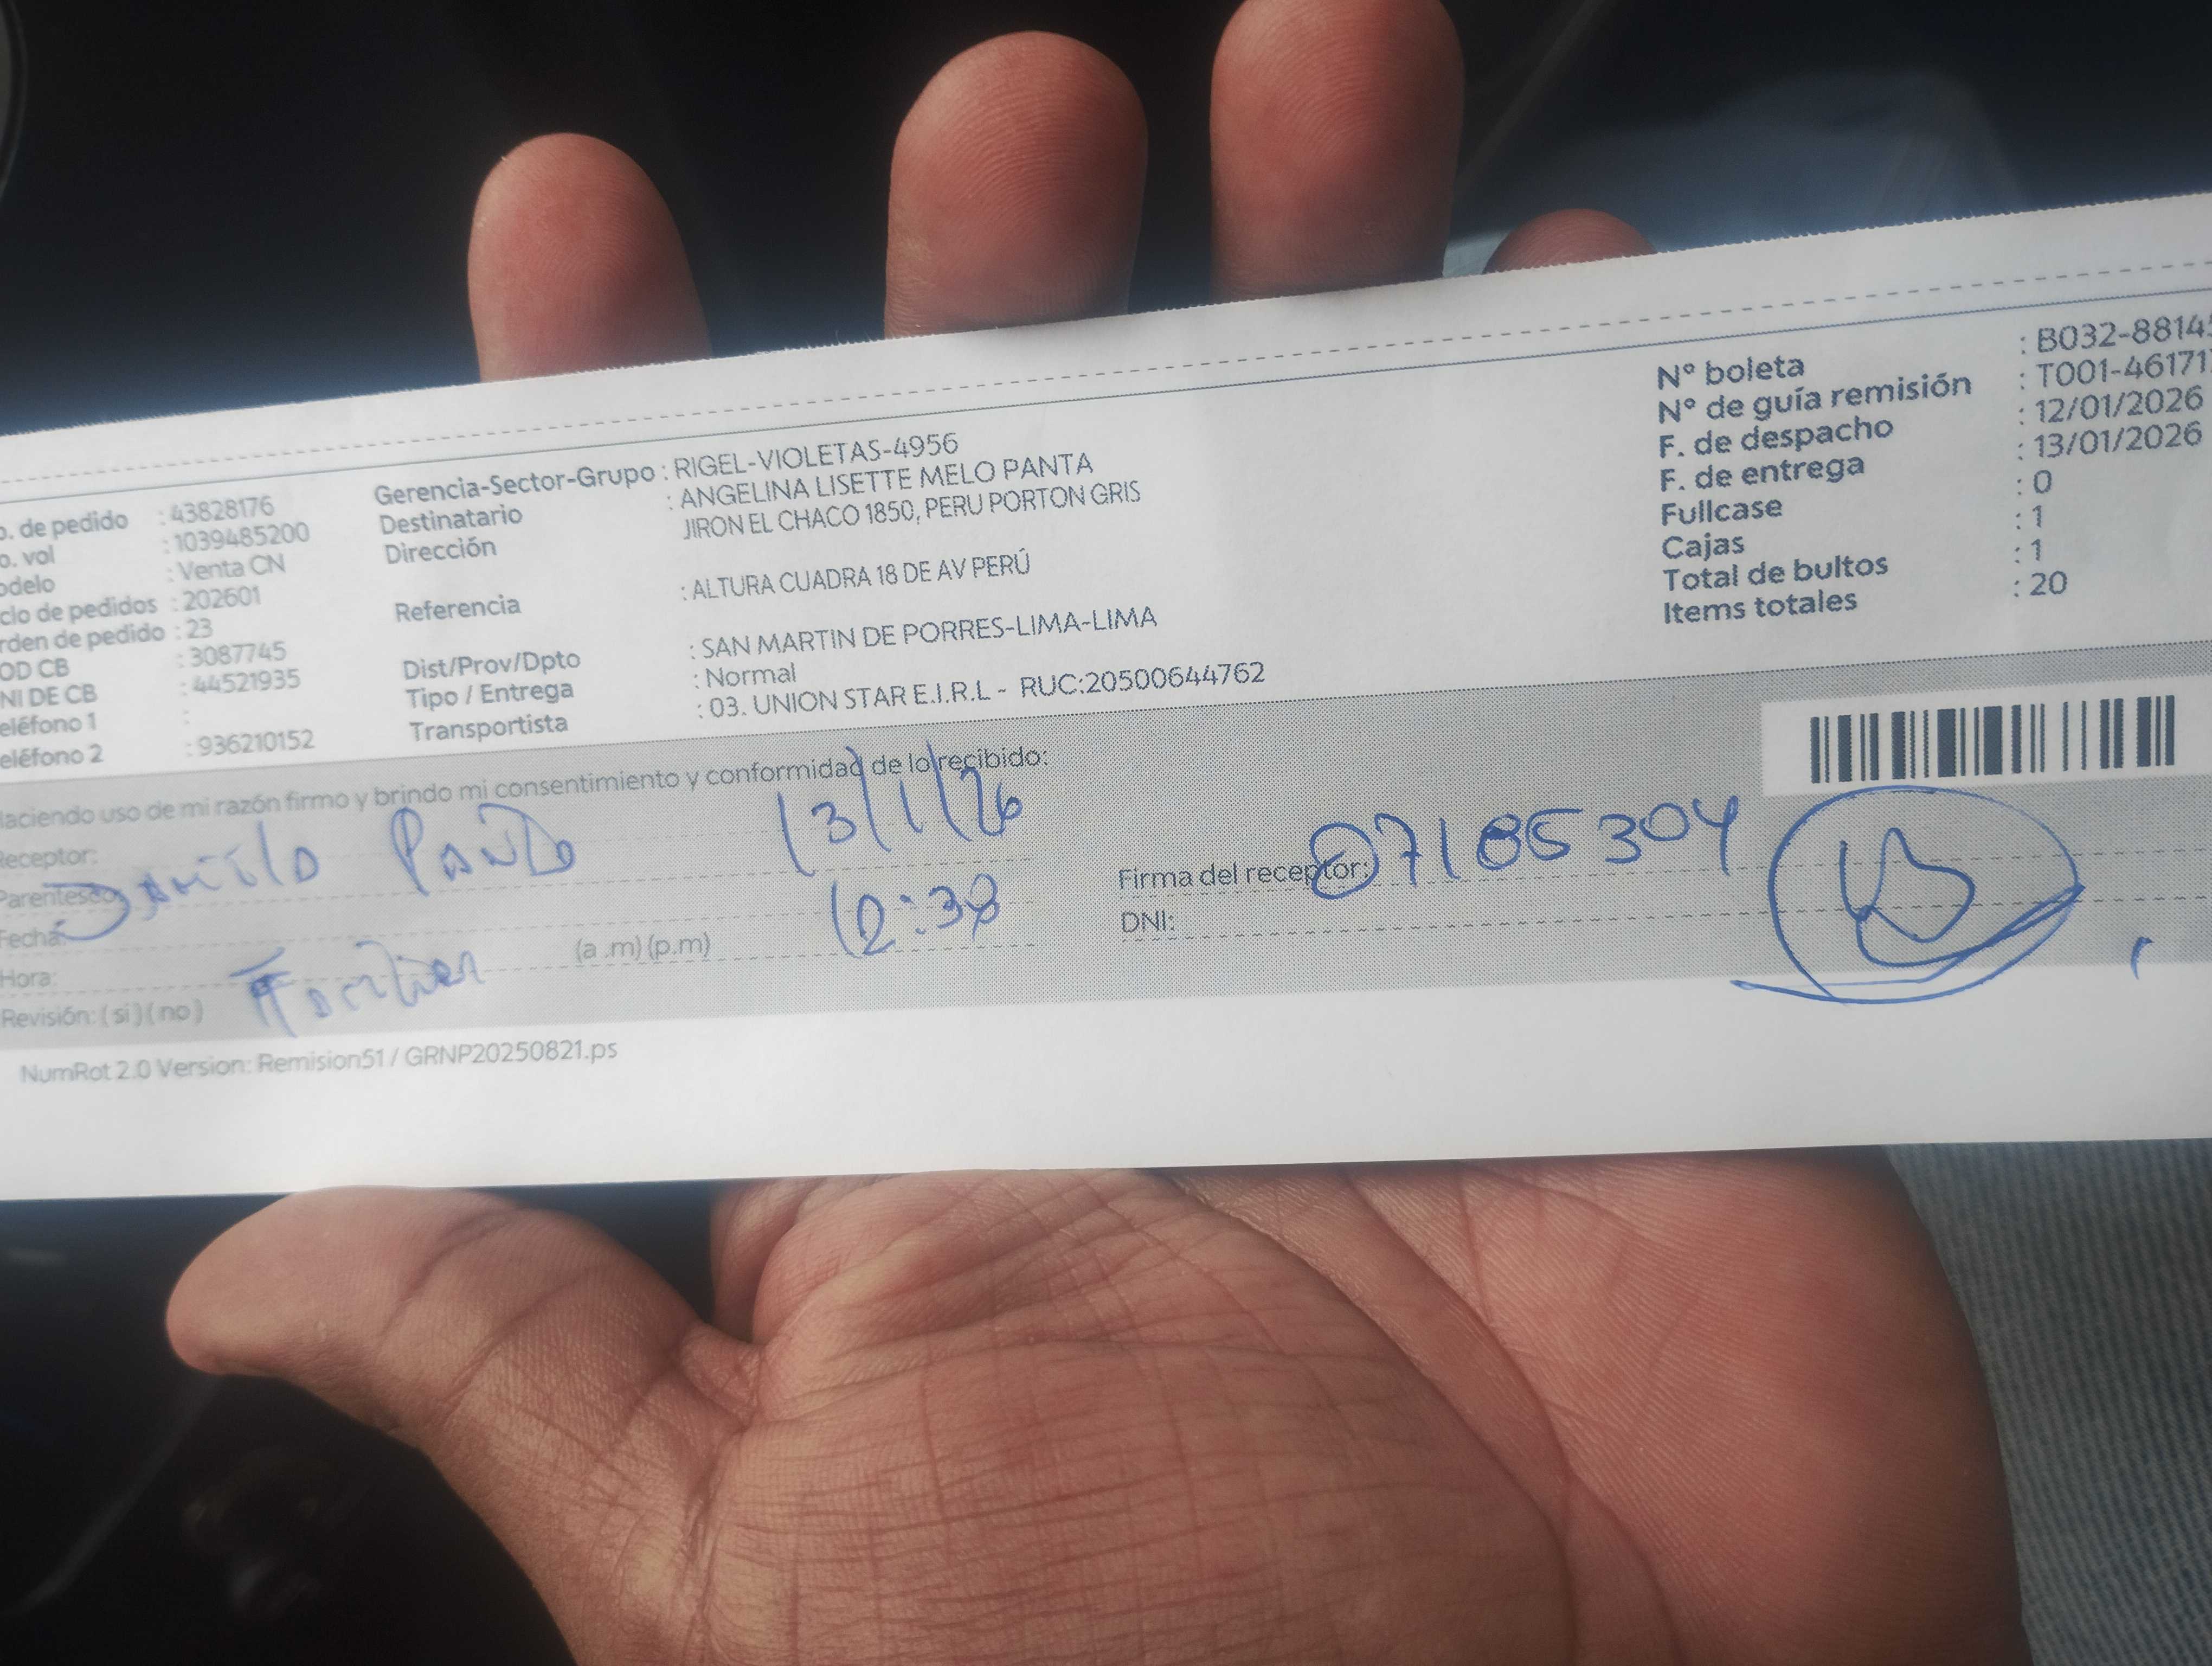 o. de pedido : 43828176
o. vol : 1039485200
odelo : Venta CN
clo de pedidos : 202601
rden de pedido : 23
OD CB : 3087745
NI DE CB : 44521935
eléfono 1 :
eléfono 2 : 936210152
Gerencia-Sector-Grupo : RIGEL-VIOLETAS-4956
Destinatario : ANGELINA LISETTE MELO PANTA
Dirección JIRON EL CHACO 1850, PERU PORTON GRIS
Referencia : ALTURA CUADRA 18 DE AV PERÚ
Dist/Prov/Dpto : SAN MARTIN DE PORRES-LIMA-LIMA
Tipo / Entrega : Normal
Transportista : 03. UNION STAR E.I.R.L - RUC:20500644762
N° boleta : B032-8814
N° de guía remisión : T001-46171
F. de despacho : 12/01/2026
F. de entrega : 13/01/2026
Fullcase : 0
Cajas : 1
Total de bultos : 1
Items totales : 20
Haciendo uso de mi razón firmo y brindo mi consentimiento y conformidad de lo recibido:
Receptor:
Parentesco
Fecha:
13/1/26
Hora: (a .m) (p.m)
12:38
Revisión: ( si ) ( no )
Firma del receptor:
DNI:
NumRot 2.0 Version: Remision51 / GRNP20250821.ps